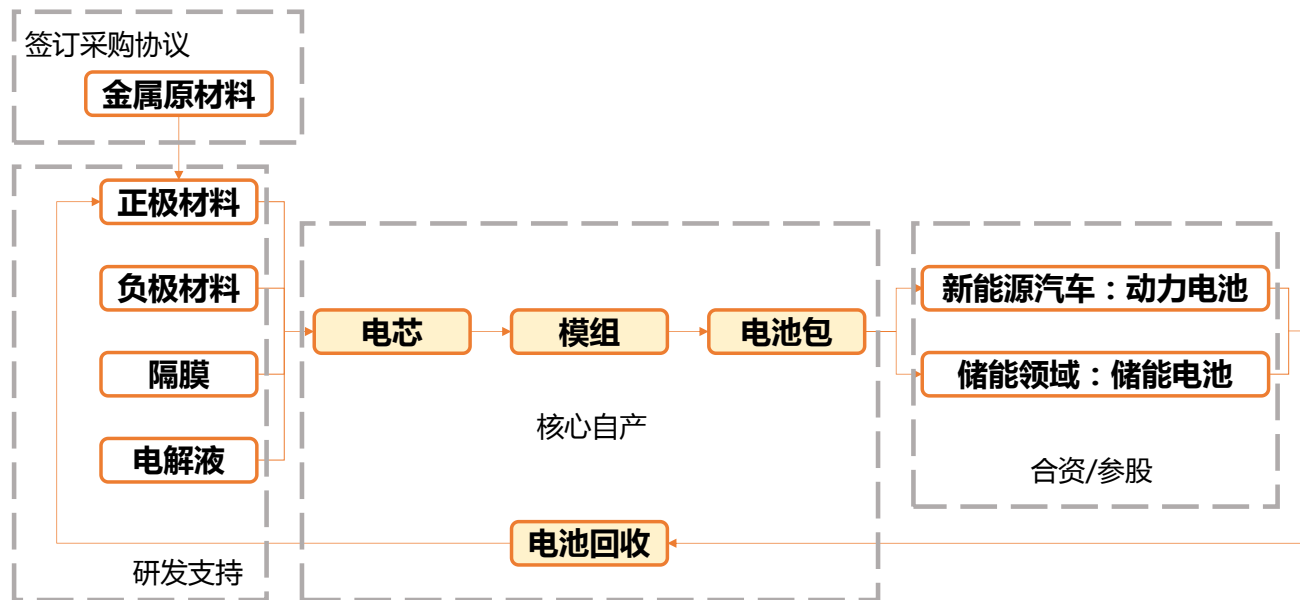 签订采购协议
金属原材料
正极材料
负极材料
隔膜
电解液
研发支持
电芯
模组
电池包
核心自产
电池回收
新能源汽车：动力电池
储能领域：储能电池
合资/参股